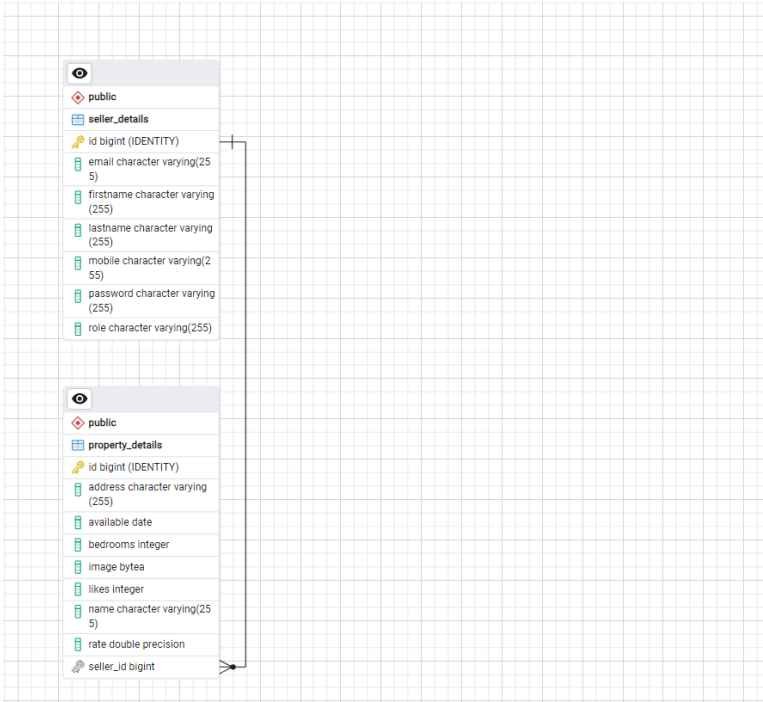 public
seller_details
id bigint (IDENTITY)
email character varying(25
5)
firstname character varying
(255)
lastname character varying
(255)
mobile character varying(2
55)
password character varying
(255)
role character varying(255)
public
property_details
id bigint (IDENTITY)
address character varying
(255)
available date
bedrooms integer
image bytea
likes integer
name character varying(25
5)
rate double precision
seller_id bigint